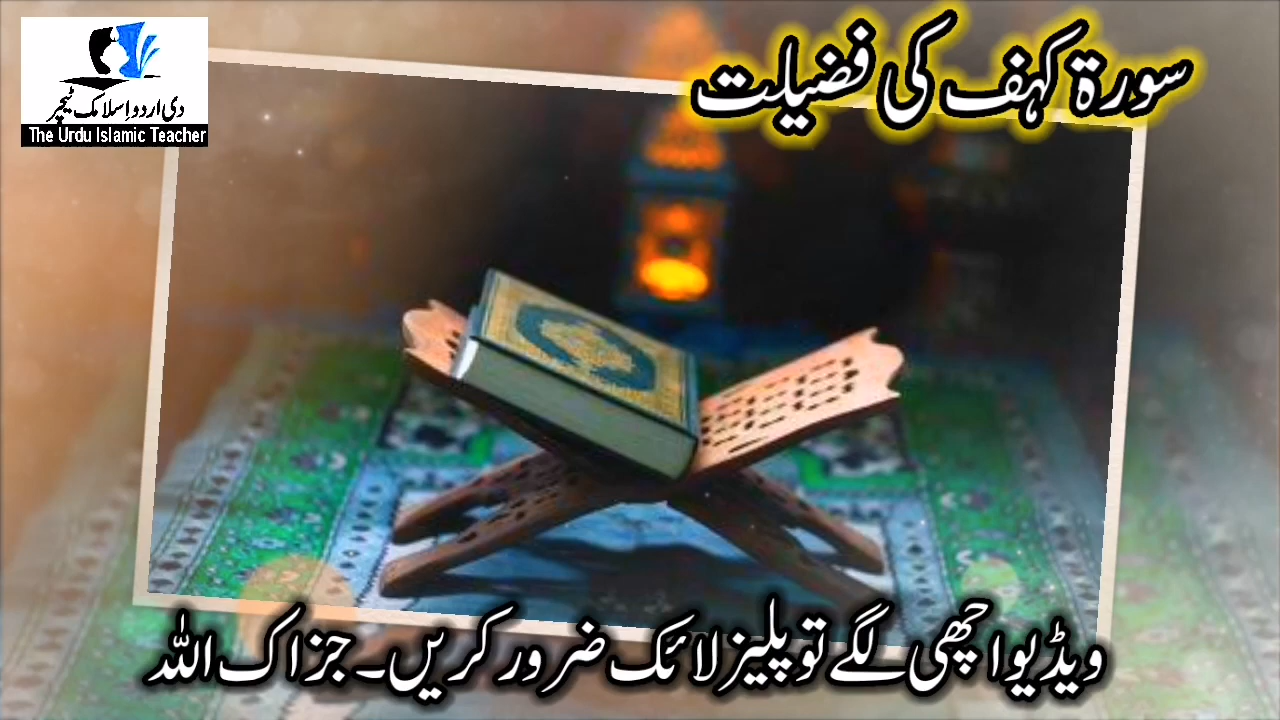 سورۃ کہف کی فضیلت
دی اردو اسلامک ٹیچر
The Urdu Islamic Teacher
ویڈیو اچھی لگے تو پلیز لائک ضرور کریں۔ جزاک اللہ